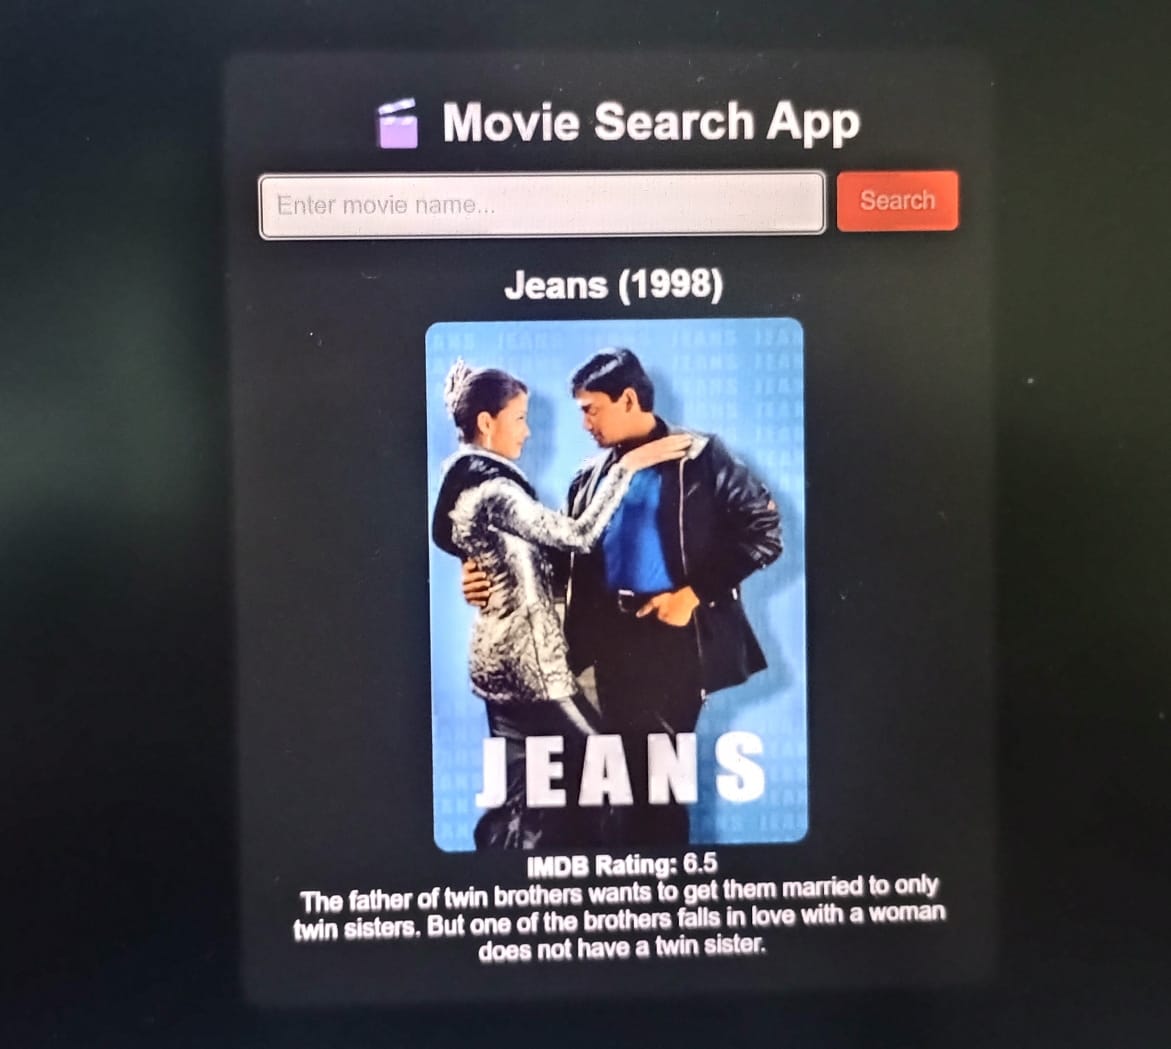 Movie Search App
Enter movie name...
Search
Jeans (1998)
JEANS
IMDB Rating: 6.5
The father of twin brothers wants to get them married to only
twin sisters. But one of the brothers falls in love with a woman
does not have a twin sister.